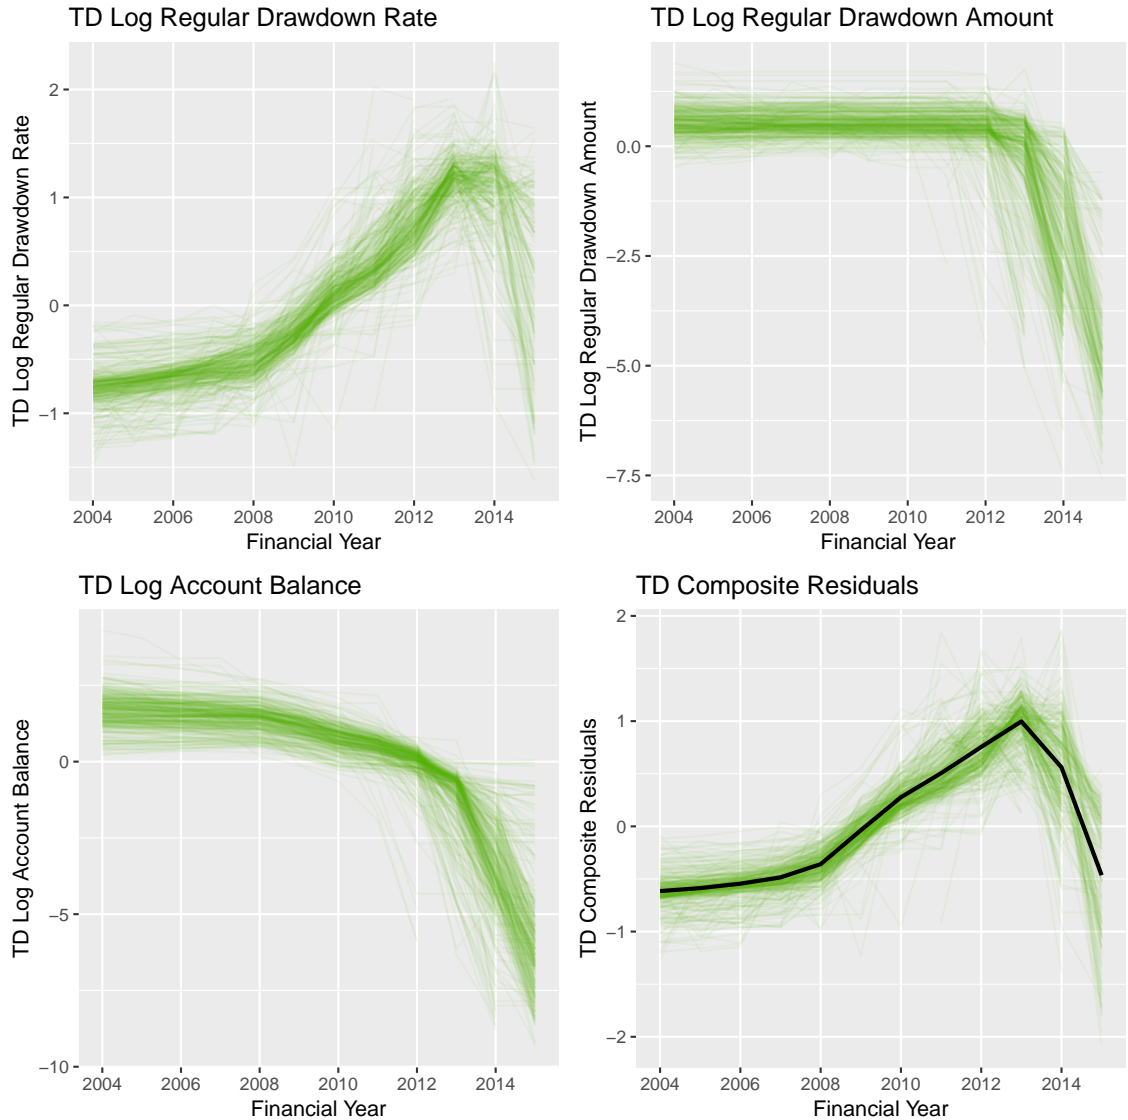 TD Log Regular Drawdown Rate
TD Log Regular Drawdown Rate
2
1
0
−1
2004 2006 2008 2010 2012 2014
Financial Year
TD Log Regular Drawdown Amount
TD Log Regular Drawdown Amount
0.0
−2.5
−5.0
−7.5
2004 2006 2008 2010 2012 2014
Financial Year
TD Log Account Balance
TD Log Account Balance
0
−5
−10
2004 2006 2008 2010 2012 2014
Financial Year
TD Composite Residuals
TD Composite Residuals
2
1
0
−1
−2
2004 2006 2008 2010 2012 2014
Financial Year